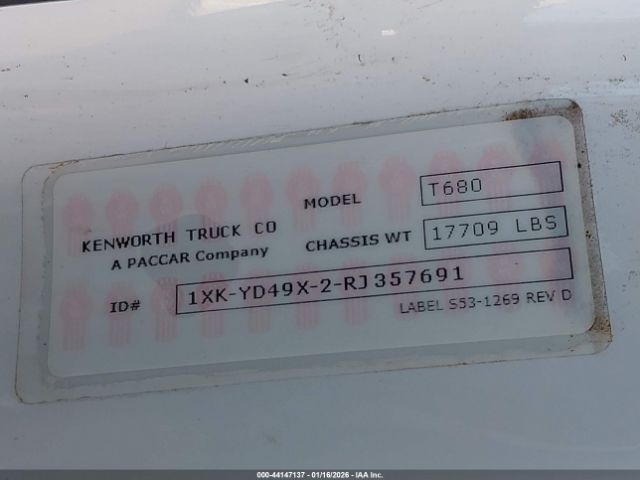 MODEL T680
KENWORTH TRUCK CO
CHASSIS WT 17709 LBS
A PACCAR Company
ID# 1XK-YD49X-2-RJ357691
LABEL S53-1269 REV D
000-44147137 - 01/16/2026 - IAA Inc.